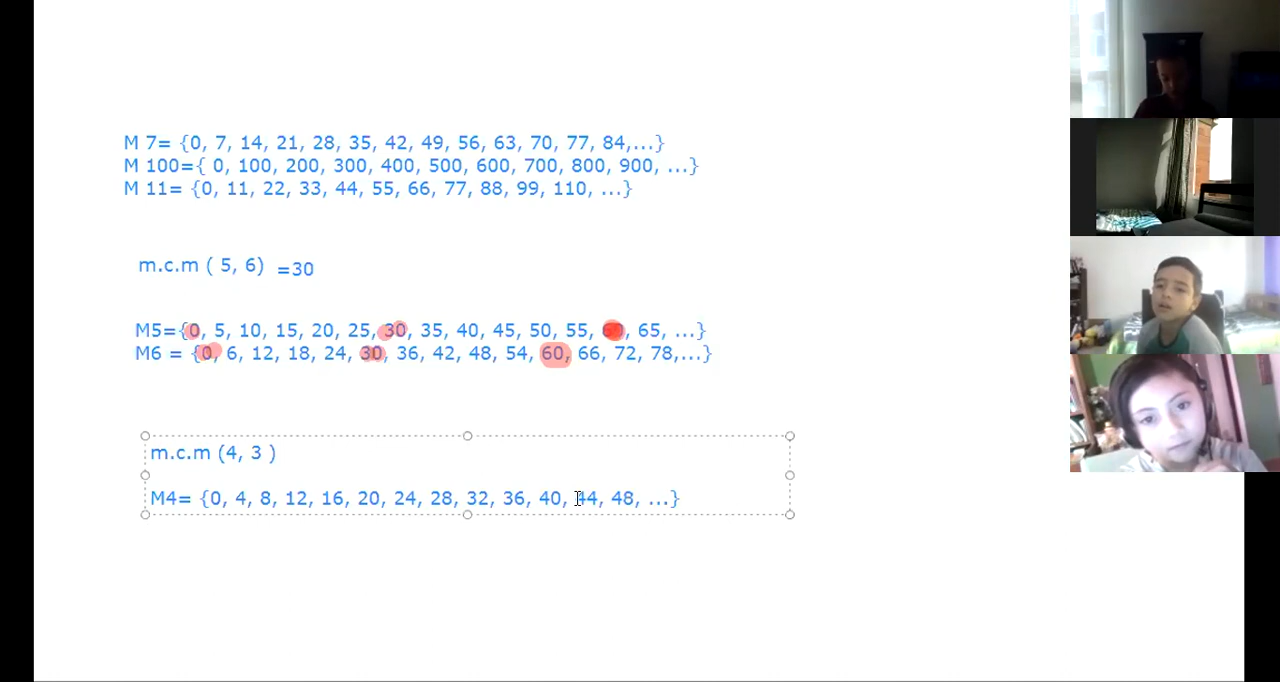 M 7= {0, 7, 14, 21, 28, 35, 42, 49, 56, 63, 70, 77, 84,...}
M 100={ 0, 100, 200, 300, 400, 500, 600, 700, 800, 900, ...}
M 11= {0, 11, 22, 33, 44, 55, 66, 77, 88, 99, 110, ...}
m.c.m ( 5, 6) =30
M5={0, 5, 10, 15, 20, 25, 30, 35, 40, 45, 50, 55, 60, 65, ...}
M6 = {0, 6, 12, 18, 24, 30, 36, 42, 48, 54, 60, 66, 72, 78,...}
m.c.m (4, 3 )
M4= {0, 4, 8, 12, 16, 20, 24, 28, 32, 36, 40, 44, 48, ...}